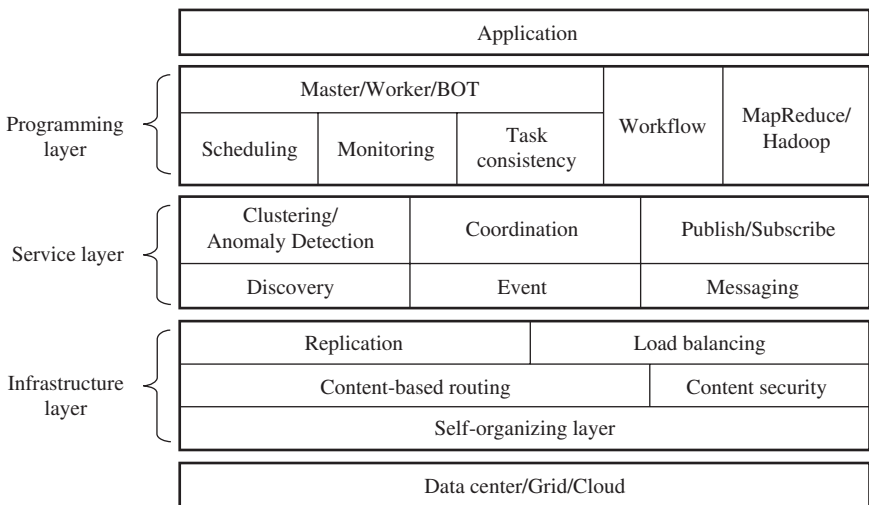 Application
Programming
layer
Master/Worker/BOT
Scheduling
Monitoring
Task
consistency
Workflow
MapReduce/
Hadoop
Service layer
Clustering/
Anomaly Detection
Coordination
Publish/Subscribe
Discovery
Event
Messaging
Infrastructure
layer
Replication
Load balancing
Content-based routing
Content security
Self-organizing layer
Data center/Grid/Cloud